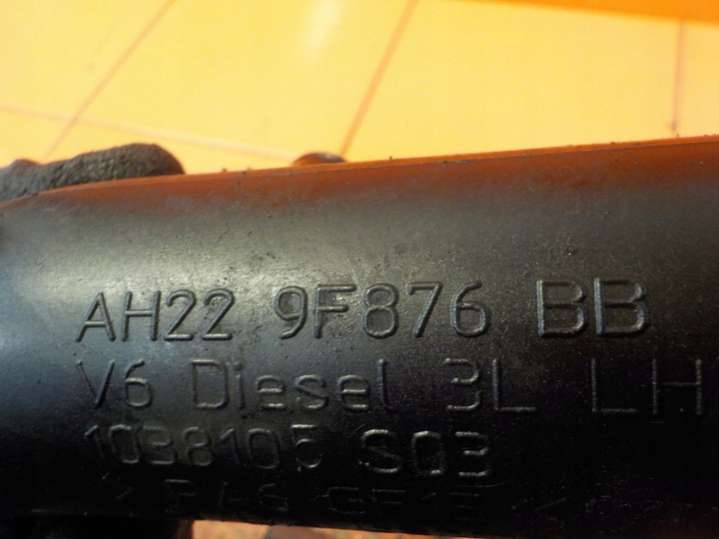 AH22 9F876 BB
V6 Diesel 3L LH
1038105 S03